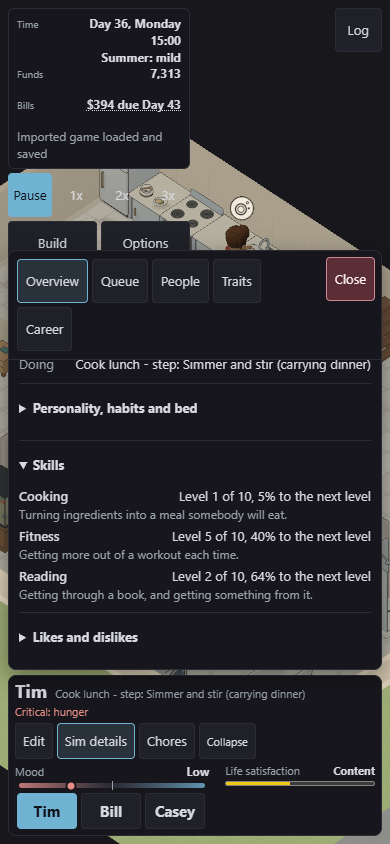 Time Day 36, Monday
15:00
Summer: mild
Funds 7,313
Bills $394 due Day 43
Imported game loaded and
saved
Log
Pause 1x 2x 3x
Build Options
Overview Queue People Traits Close
Career
Doing Cook lunch - step: Simmer and stir (carrying dinner)
▶ Personality, habits and bed
▼ Skills
Cooking Level 1 of 10, 5% to the next level
Turning ingredients into a meal somebody will eat.
Fitness Level 5 of 10, 40% to the next level
Getting more out of a workout each time.
Reading Level 2 of 10, 64% to the next level
Getting through a book, and getting something from it.
▶ Likes and dislikes
Tim Cook lunch - step: Simmer and stir (carrying dinner)
Critical: hunger
Edit Sim details Chores Collapse
Mood Low Life satisfaction Content
Tim Bill Casey